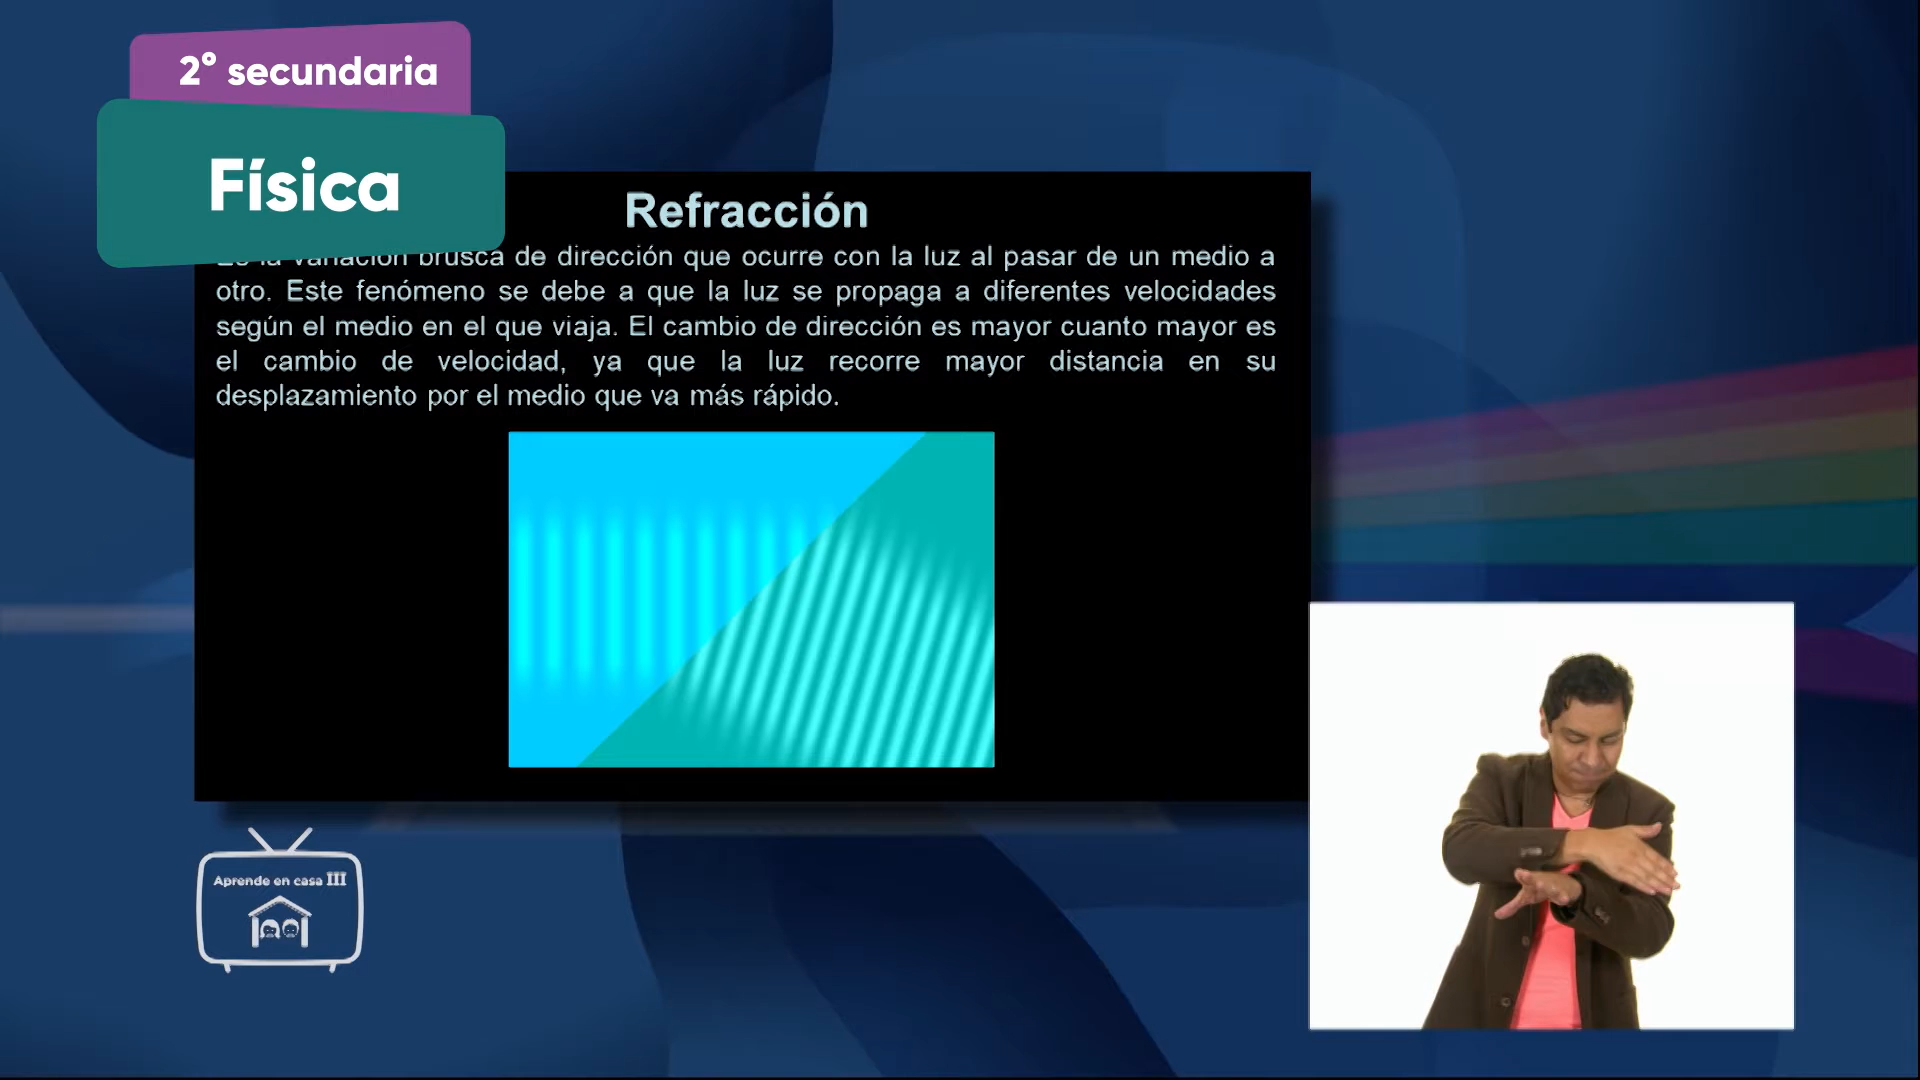 2° secundaria
Física
Refracción
Es la variación brusca de dirección que ocurre con la luz al pasar de un medio a
otro. Este fenómeno se debe a que la luz se propaga a diferentes velocidades
según el medio en el que viaja. El cambio de dirección es mayor cuanto mayor es
el cambio de velocidad, ya que la luz recorre mayor distancia en su
desplazamiento por el medio que va más rápido.
Aprende en casa III